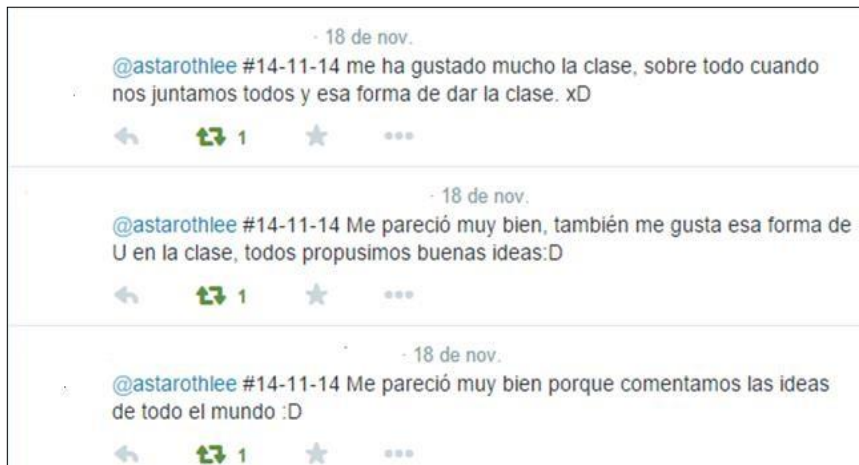 · 18 de nov.
@astarothlee #14-11-14 me ha gustado mucho la clase, sobre todo cuando
nos juntamos todos y esa forma de dar la clase. xD
1
· 18 de nov.
@astarothlee #14-11-14 Me pareció muy bien, también me gusta esa forma de
U en la clase, todos propusimos buenas ideas:D
1
· 18 de nov.
@astarothlee #14-11-14 Me pareció muy bien porque comentamos las ideas
de todo el mundo :D
1